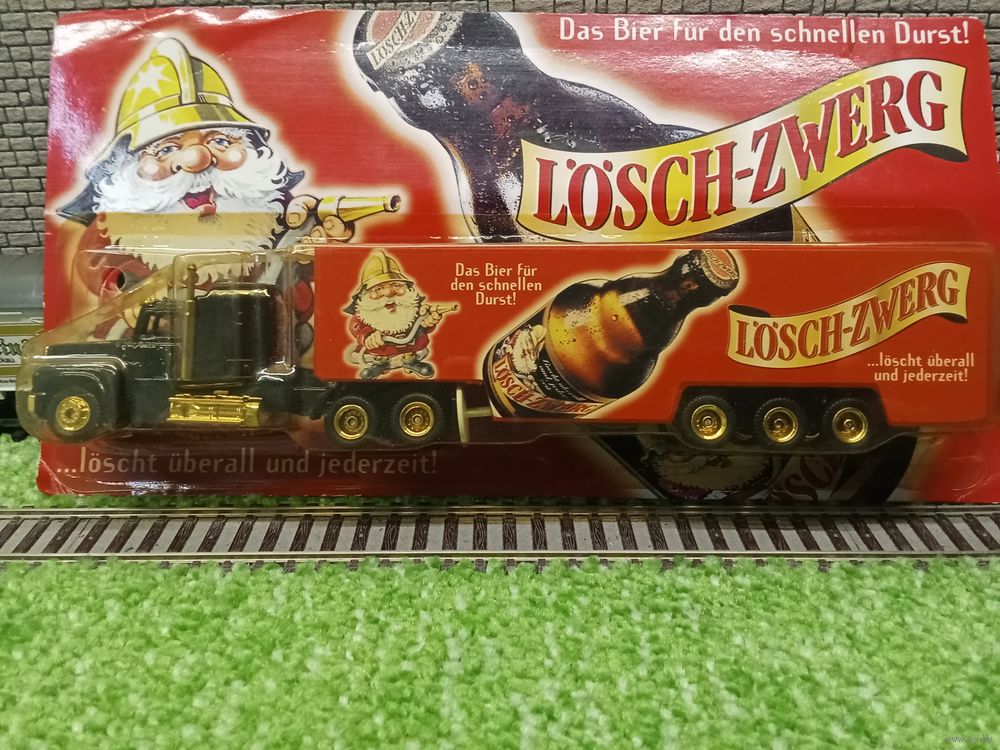 Das Bier für den schnellen Durst!
LÖSCH-ZWERG
Das Bier für
den schnellen
Durst!
LÖSCH-ZWERG
LÖSCH-ZWERG
...löscht überall
und jederzeit!
...löscht überall und jederzeit!